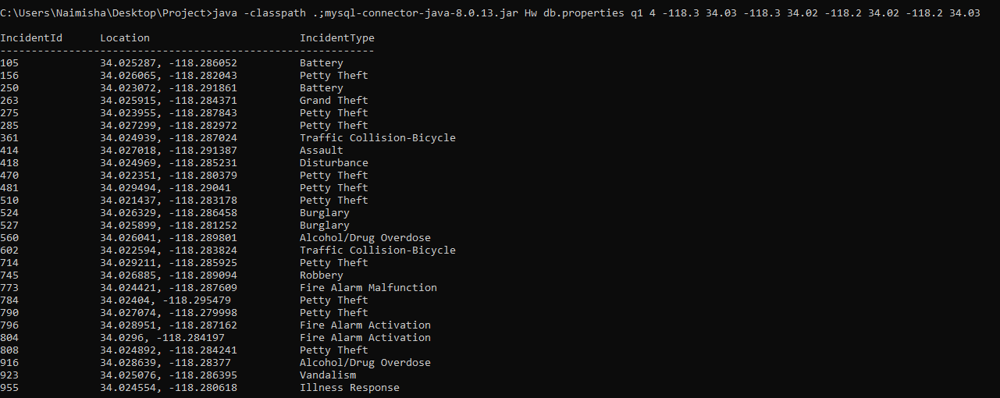 C:\Users\Naimisha\Desktop\Project>java -classpath .;mysql-connector-java-8.0.13.jar Hw db.properties q1 4 -118.3 34.03 -118.3 34.02 -118.2 34.02 -118.2 34.03
IncidentId      Location                        IncidentType
------------------------------------------------------------
105             34.025287, -118.286052          Battery
156             34.026065, -118.282043          Petty Theft
250             34.023072, -118.291861          Battery
263             34.025915, -118.284371          Grand Theft
275             34.023955, -118.287843          Petty Theft
285             34.027299, -118.282972          Petty Theft
361             34.024939, -118.287024          Traffic Collision-Bicycle
414             34.027018, -118.291387          Assault
418             34.024969, -118.285231          Disturbance
470             34.022351, -118.280379          Petty Theft
481             34.029494, -118.29041           Petty Theft
510             34.021437, -118.283178          Petty Theft
524             34.026329, -118.286458          Burglary
527             34.025899, -118.281252          Burglary
560             34.026041, -118.289801          Alcohol/Drug Overdose
602             34.022594, -118.283824          Traffic Collision-Bicycle
714             34.029211, -118.285925          Petty Theft
745             34.026885, -118.289094          Robbery
773             34.024421, -118.287609          Fire Alarm Malfunction
784             34.02404, -118.295479           Petty Theft
790             34.027074, -118.279998          Petty Theft
796             34.028951, -118.287162          Fire Alarm Activation
804             34.0296, -118.284197            Fire Alarm Activation
808             34.024892, -118.284241          Petty Theft
916             34.028639, -118.28377           Alcohol/Drug Overdose
923             34.025076, -118.286395          Vandalism
955             34.024554, -118.280618          Illness Response